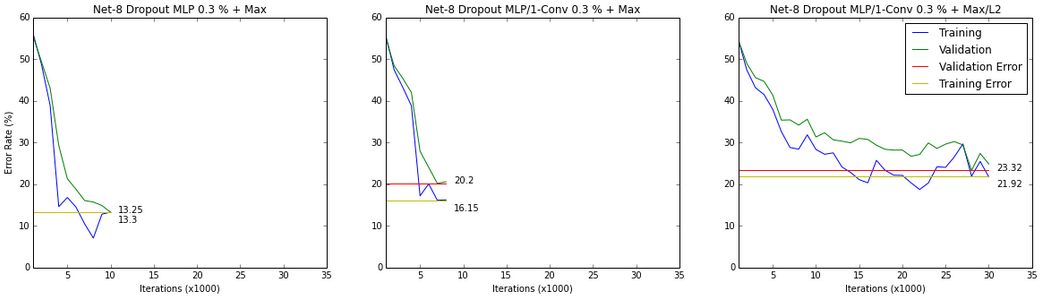 Net-8 Dropout MLP 0.3 % + Max
60
50
40
30
20
10
0
Error Rate (%)
13.25
13.3
5 10 15 20 25 30 35
Iterations (x1000)
Net-8 Dropout MLP/1-Conv 0.3 % + Max
60
50
40
30
20
10
0
20.2
16.15
5 10 15 20 25 30 35
Iterations (x1000)
Net-8 Dropout MLP/1-Conv 0.3 % + Max/L2
60
50
40
30
20
10
0
Training
Validation
Validation Error
Training Error
23.32
21.92
5 10 15 20 25 30 35
Iterations (x1000)